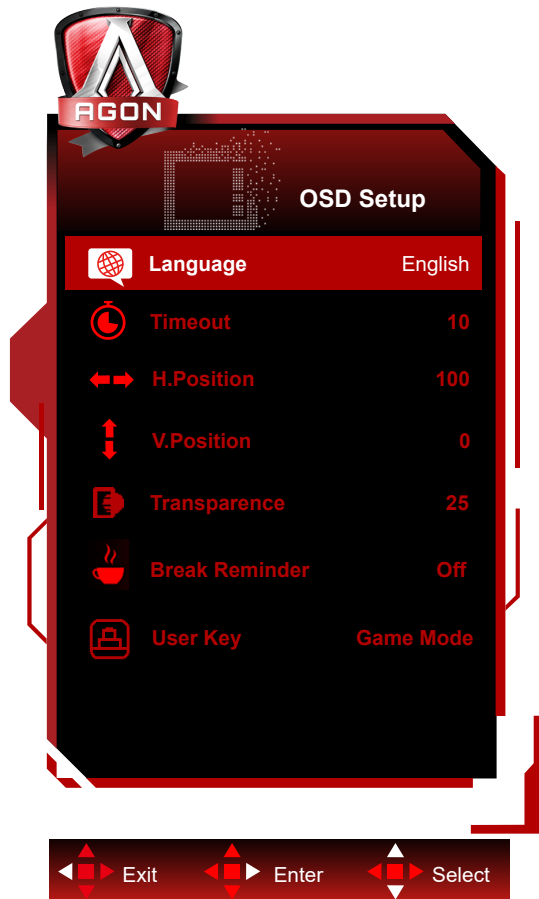 AGON
OSD Setup
Language English
Timeout 10
H.Position 100
V.Position 0
Transparence 25
Break Reminder Off
User Key Game Mode
Exit Enter Select